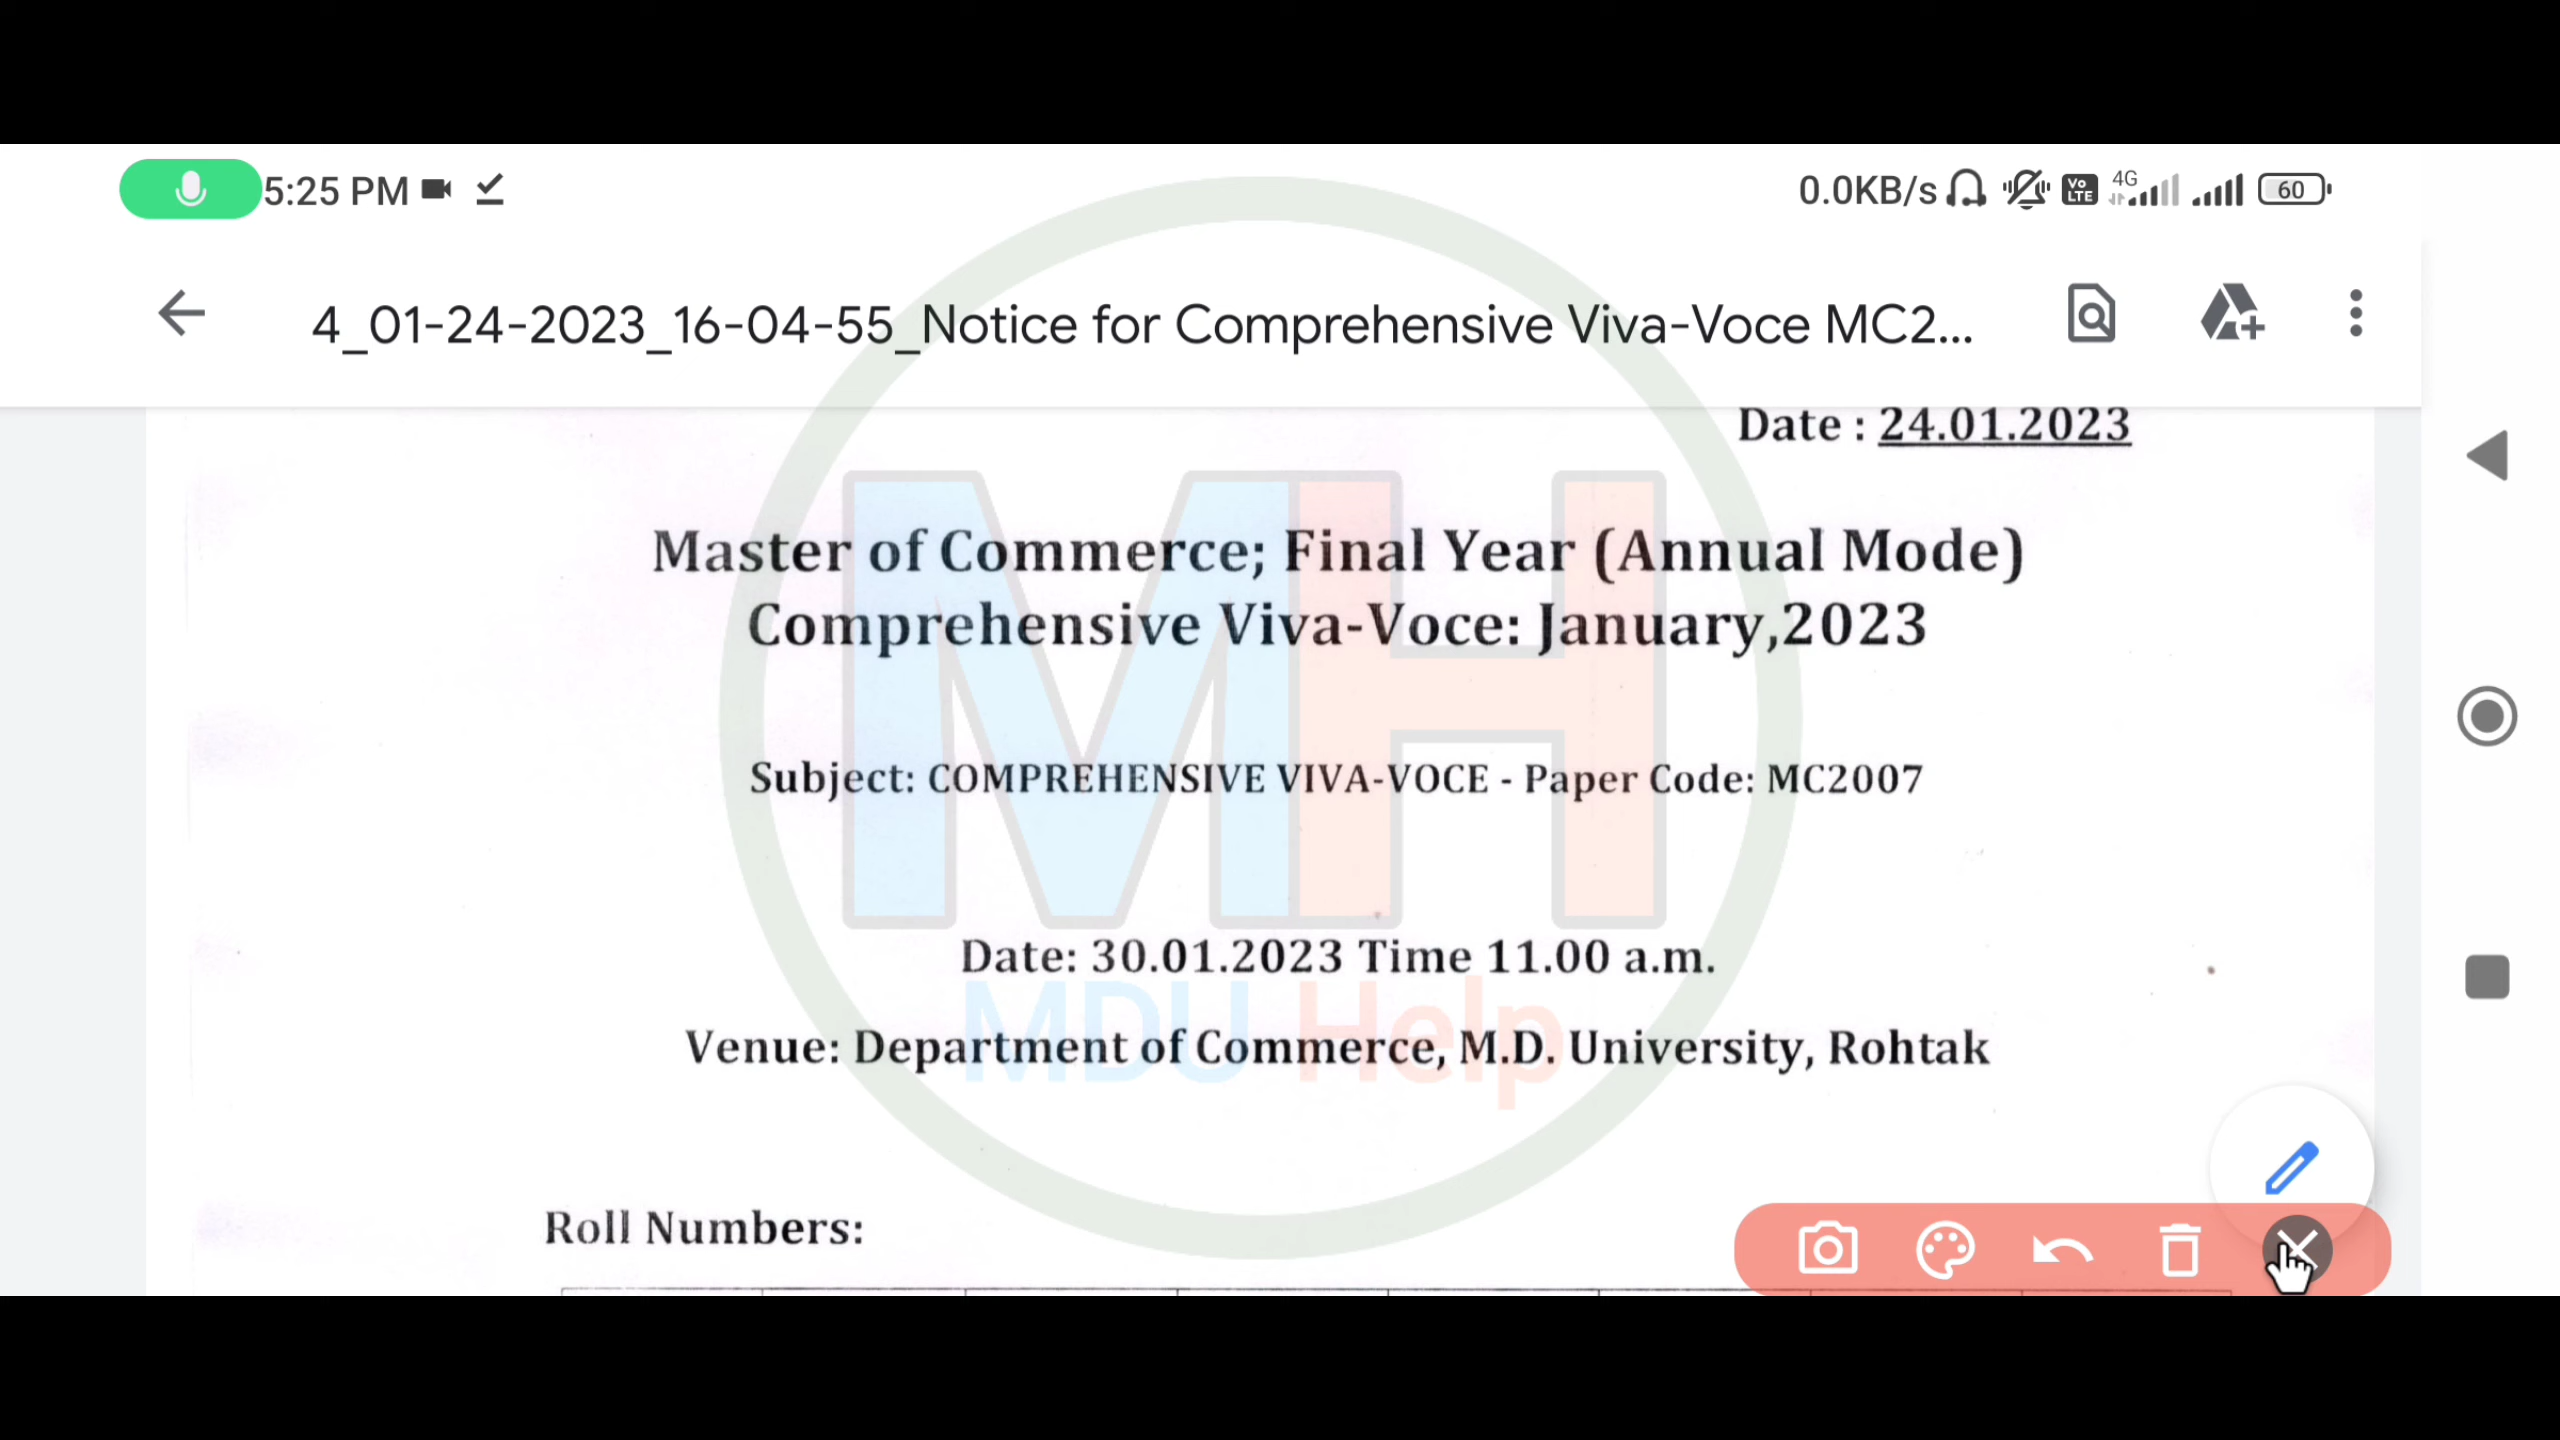 5:25 PM
0.0KB/s
Vo LTE
4G
60
4_01-24-2023_16-04-55_Notice for Comprehensive Viva-Voce MC2...
Date : 24.01.2023
Master of Commerce; Final Year (Annual Mode)
Comprehensive Viva-Voce: January,2023
Subject: COMPREHENSIVE VIVA-VOCE - Paper Code: MC2007
MH
Date: 30.01.2023 Time 11.00 a.m.
MDU Help
Venue: Department of Commerce, M.D. University, Rohtak
Roll Numbers: